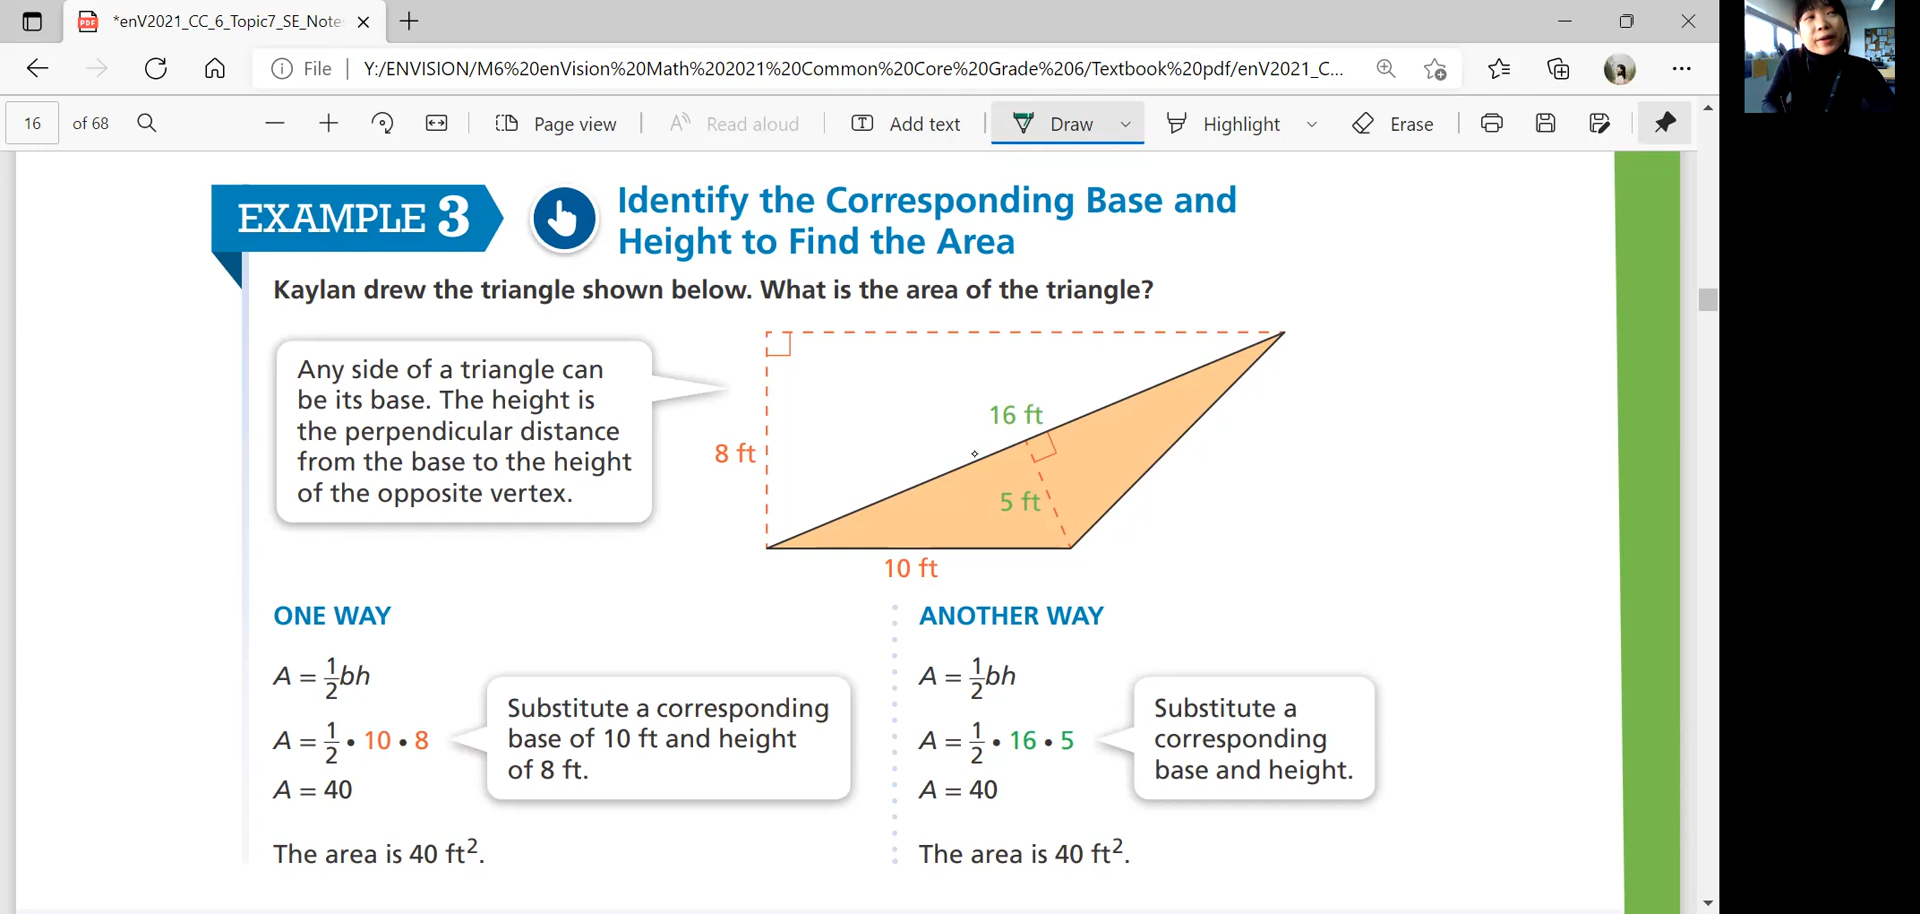 *enV2021_CC_6_Topic7_SE_Note
File
Y:/ENVISION/M6%20enVision%20Math%202021%20Common%20Core%20Grade%206/Textbook%20pdf/enV2021_C...
16 of 68
Page view
Read aloud
Add text
Draw
Highlight
Erase
EXAMPLE 3
Identify the Corresponding Base and
Height to Find the Area
Kaylan drew the triangle shown below. What is the area of the triangle?
Any side of a triangle can
be its base. The height is
the perpendicular distance
from the base to the height
of the opposite vertex.
16 ft
8 ft
5 ft
10 ft
ONE WAY
A = 1/2 bh
A = 1/2 • 10 • 8
A = 40
Substitute a corresponding
base of 10 ft and height
of 8 ft.
The area is 40 ft².
ANOTHER WAY
A = 1/2 bh
A = 1/2 • 16 • 5
A = 40
Substitute a
corresponding
base and height.
The area is 40 ft².